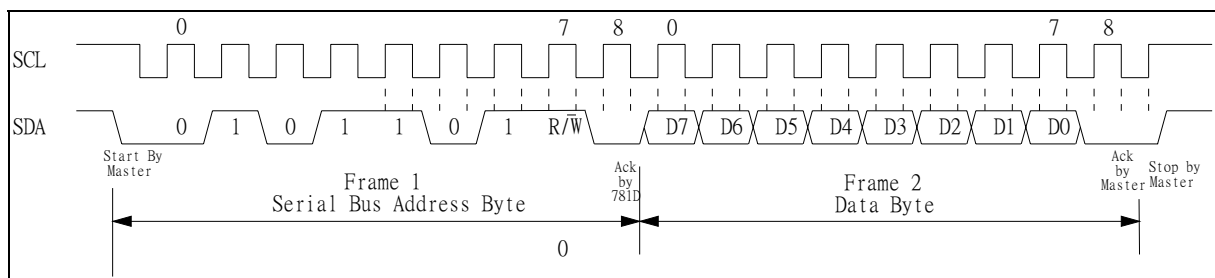 0 7 8 0 7 8
SCL
SDA 0 1 0 1 1 0 1 R/W̅ D7 D6 D5 D4 D3 D2 D1 D0
Start By
Master
Frame 1
Serial Bus Address Byte
Ack
by
781D
Frame 2
Data Byte
Ack
by
Master
Stop by
Master
0